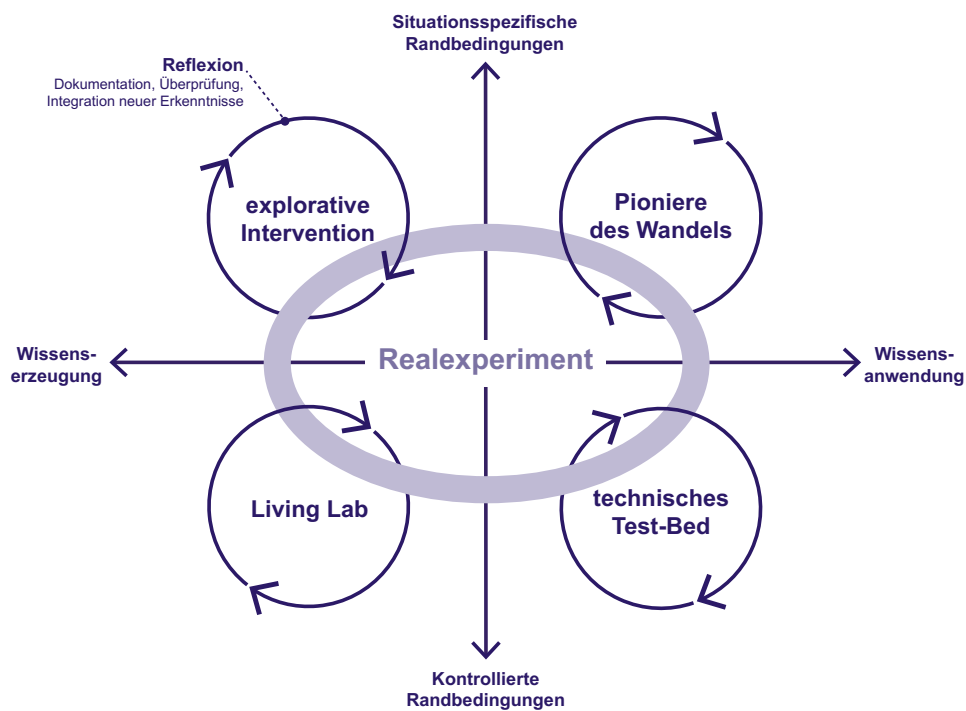 Situationsspezifische
Randbedingungen
Reflexion
Dokumentation, Überprüfung,
Integration neuer Erkenntnisse
explorative
Intervention
Pioniere
des Wandels
Wissens-
erzeugung
Realexperiment
Wissens-
anwendung
Living Lab
technisches
Test-Bed
Kontrollierte
Randbedingungen